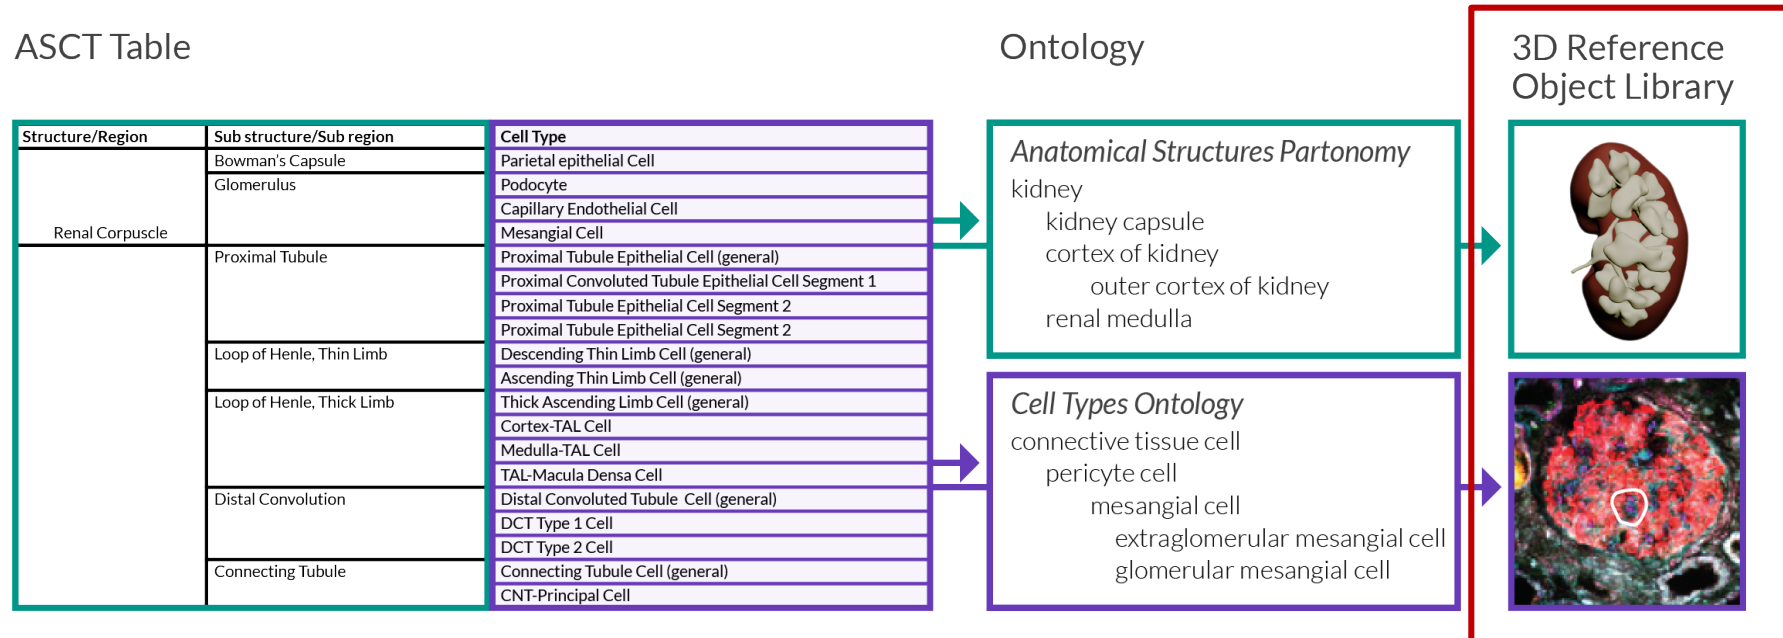 ASCT Table
Ontology
3D Reference
Object Library
Structure/Region Sub structure/Sub region Cell Type
Bowman's Capsule Parietal epithelial Cell
Glomerulus Podocyte
Capillary Endothelial Cell
Renal Corpuscle Mesangial Cell
Proximal Tubule Proximal Tubule Epithelial Cell (general)
Proximal Convoluted Tubule Epithelial Cell Segment 1
Proximal Tubule Epithelial Cell Segment 2
Proximal Tubule Epithelial Cell Segment 2
Loop of Henle, Thin Limb Descending Thin Limb Cell (general)
Ascending Thin Limb Cell (general)
Loop of Henle, Thick Limb Thick Ascending Limb Cell (general)
Cortex-TAL Cell
Medulla-TAL Cell
TAL-Macula Densa Cell
Distal Convolution Distal Convoluted Tubule Cell (general)
DCT Type 1 Cell
DCT Type 2 Cell
Connecting Tubule Connecting Tubule Cell (general)
CNT-Principal Cell
Anatomical Structures Partonomy
kidney
kidney capsule
cortex of kidney
outer cortex of kidney
renal medulla
Cell Types Ontology
connective tissue cell
pericyte cell
mesangial cell
extraglomerular mesangial cell
glomerular mesangial cell